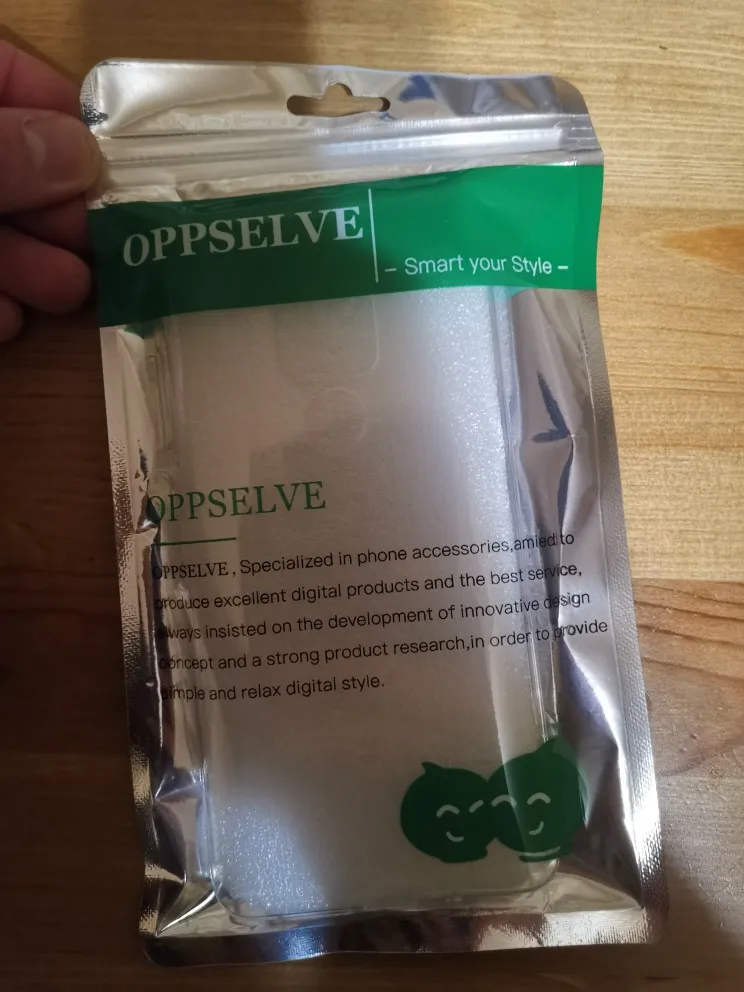 OPPSELVE
– Smart your Style –
OPPSELVE
OPPSELVE , Specialized in phone accessories,amied to
produce excellent digital products and the best service,
always insisted on the development of innovative design
concept and a strong product research,in order to provide
simple and relax digital style.